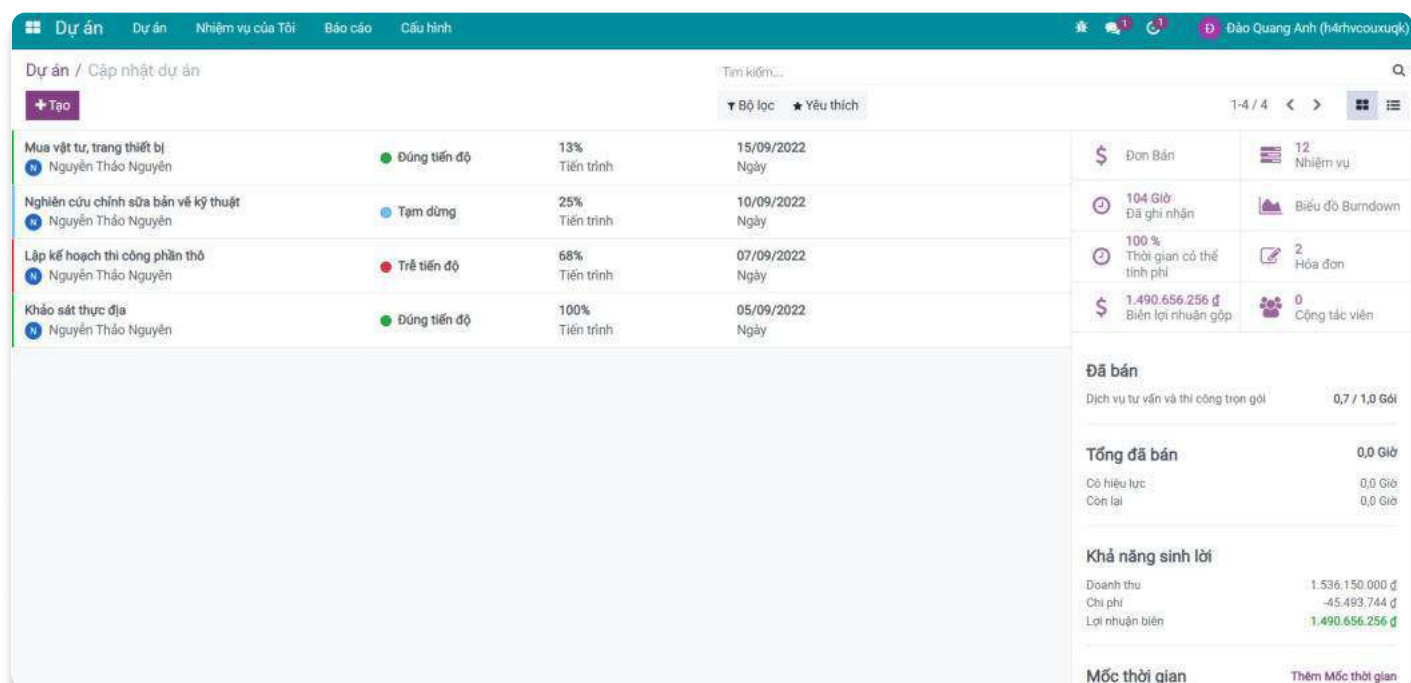 Dự án Dự án Nhiệm vụ của Tôi Báo cáo Cấu hình 1 1 Đ Đào Quang Anh (h4rhvcouxuqk)
Dự án / Cập nhật dự án
Tìm kiếm...
+Tạo
Bộ lọc Yêu thích 1-4 / 4
Mua vật tư, trang thiết bị
N Nguyễn Thảo Nguyên
Đúng tiến độ
13%
Tiến trình
15/09/2022
Ngày
Nghiên cứu chỉnh sữa bản vẽ kỹ thuật
N Nguyễn Thảo Nguyên
Tạm dừng
25%
Tiến trình
10/09/2022
Ngày
Lập kế hoạch thi công phần thô
N Nguyễn Thảo Nguyên
Trễ tiến độ
68%
Tiến trình
07/09/2022
Ngày
Khảo sát thực địa
N Nguyễn Thảo Nguyên
Đúng tiến độ
100%
Tiến trình
05/09/2022
Ngày
$ Đơn Bán
12
Nhiệm vụ
104 Giờ
Đã ghi nhận
Biểu đồ Burndown
100 %
Thời gian có thể
tính phí
2
Hóa đơn
$ 1.490.656.256 ₫
Biên lợi nhuận gộp
0
Cộng tác viên
Đã bán
Dịch vụ tư vấn và thi công trọn gói 0,7 / 1,0 Gói
Tổng đã bán 0,0 Giờ
Có hiệu lực 0,0 Giờ
Còn lại 0,0 Giờ
Khả năng sinh lời
Doanh thu 1.536.150.000 ₫
Chi phí -45.493.744 ₫
Lợi nhuận biên 1.490.656.256 ₫
Mốc thời gian Thêm Mốc thời gian